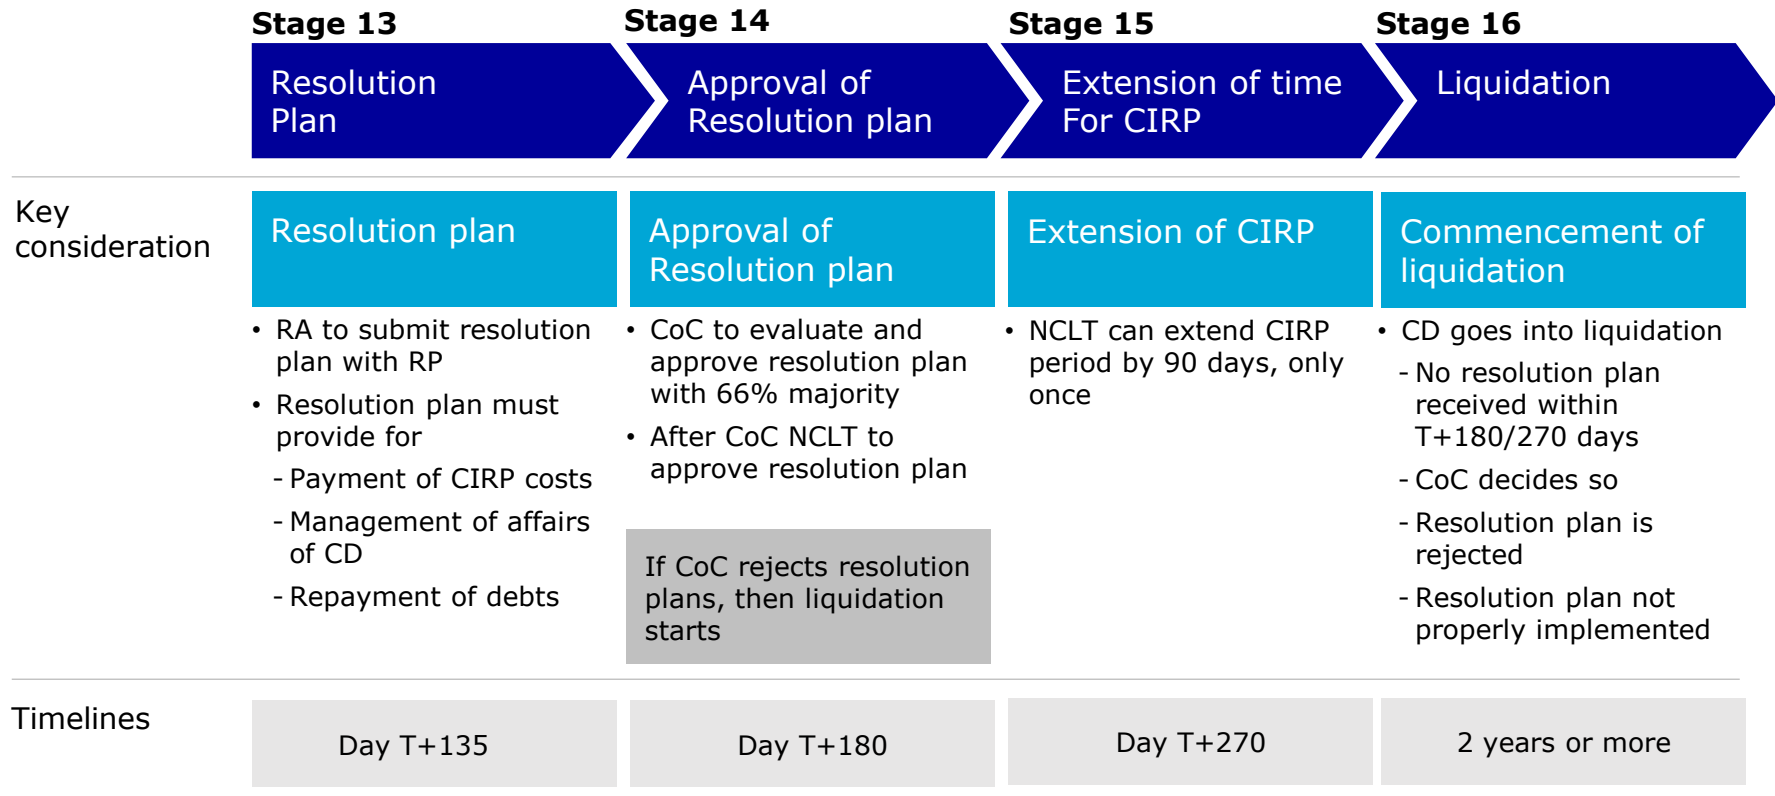 Stage 13
Stage 14
Stage 15
Stage 16
Resolution
Plan
Approval of
Resolution plan
Extension of time
For CIRP
Liquidation
Key
consideration
Resolution plan
Approval of
Resolution plan
Extension of CIRP
Commencement of
liquidation
• RA to submit resolution
plan with RP
• Resolution plan must
provide for
- Payment of CIRP costs
- Management of affairs
of CD
- Repayment of debts
• CoC to evaluate and
approve resolution plan
with 66% majority
• After CoC NCLT to
approve resolution plan
If CoC rejects resolution
plans, then liquidation
starts
• NCLT can extend CIRP
period by 90 days, only
once
• CD goes into liquidation
- No resolution plan
received within
T+180/270 days
- CoC decides so
- Resolution plan is
rejected
- Resolution plan not
properly implemented
Timelines
Day T+135
Day T+180
Day T+270
2 years or more